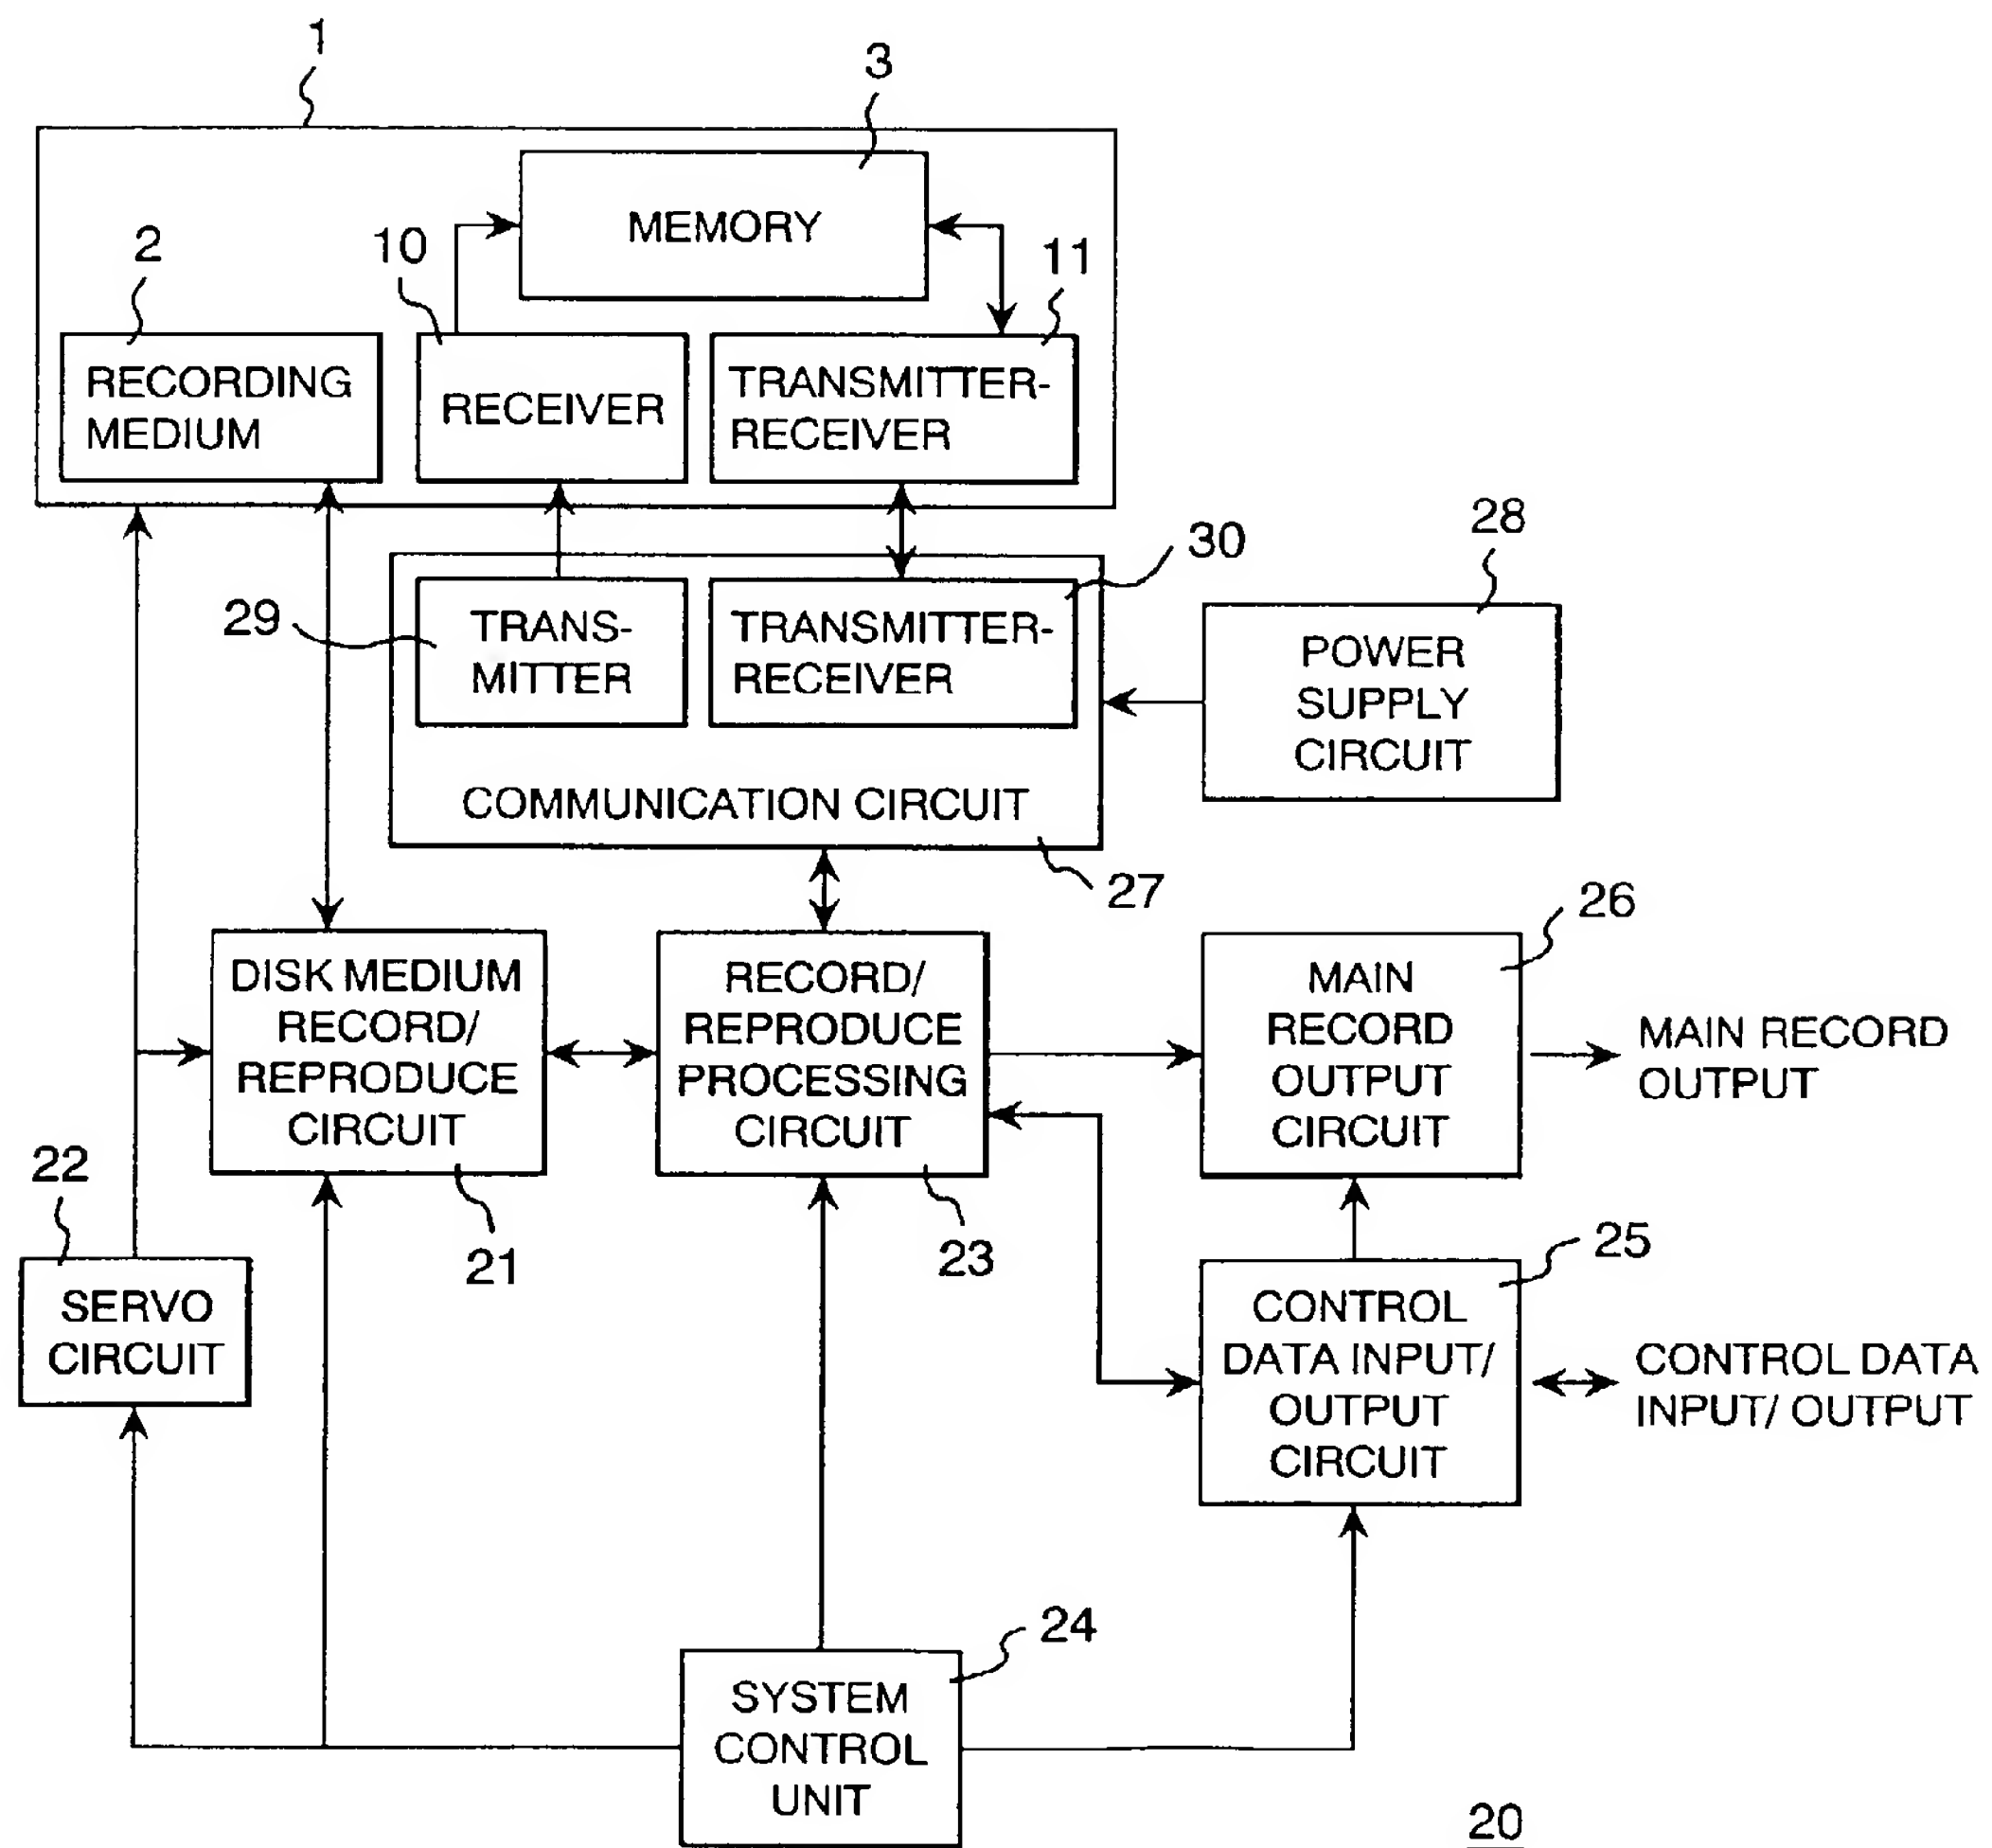 1
3
MEMORY
2
10
11
RECORDING
MEDIUM
RECEIVER
TRANSMITTER-
RECEIVER
28
30
29
TRANS-
MITTER
TRANSMITTER-
RECEIVER
POWER
SUPPLY
CIRCUIT
COMMUNICATION CIRCUIT
27
26
DISK MEDIUM
RECORD/
REPRODUCE
CIRCUIT
RECORD/
REPRODUCE
PROCESSING
CIRCUIT
MAIN
RECORD
OUTPUT
CIRCUIT
MAIN RECORD
OUTPUT
22
21
23
25
SERVO
CIRCUIT
CONTROL
DATA INPUT/
OUTPUT
CIRCUIT
CONTROL DATA
INPUT/ OUTPUT
24
SYSTEM
CONTROL
UNIT
20